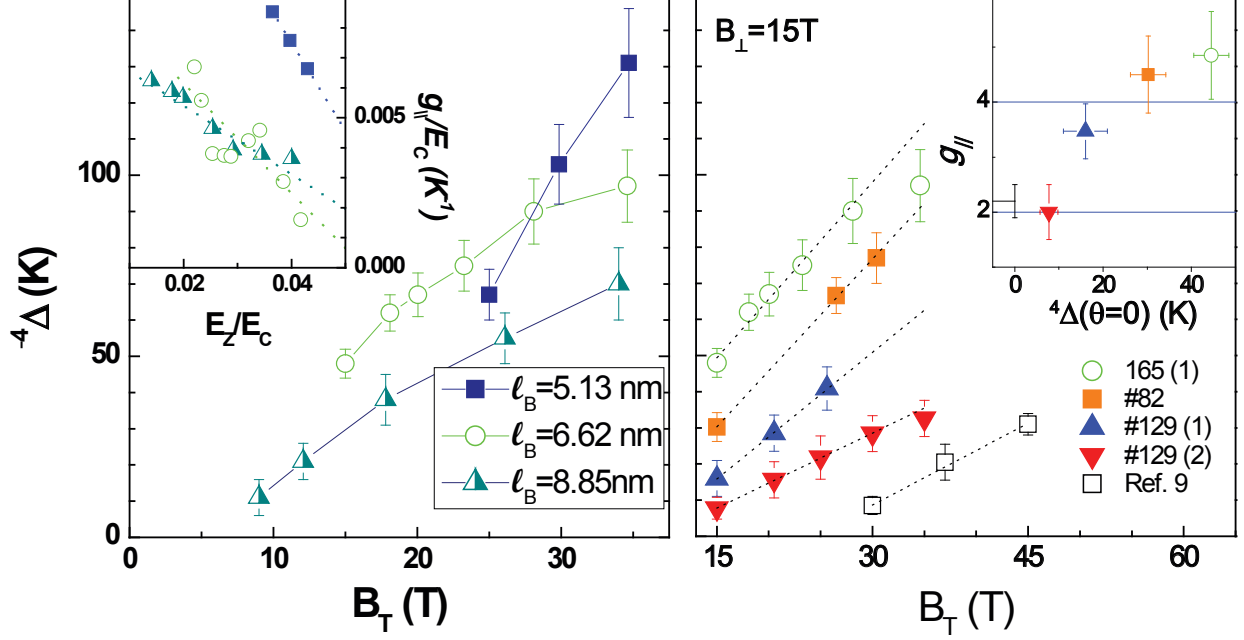 ⁻⁴Δ (K)
100
50
0
0
10
20
30
B_T (T)
0.02
0.04
E_Z/E_C
0.005
0.000
g_///E_C (K⁻¹)
ℓ_B=5.13 nm
ℓ_B=6.62 nm
ℓ_B=8.85nm
B_⊥=15T
15
30
45
60
B_T (T)
g_//
4
2
0
20
40
⁴Δ(θ=0) (K)
165 (1)
#82
#129 (1)
#129 (2)
Ref. 9